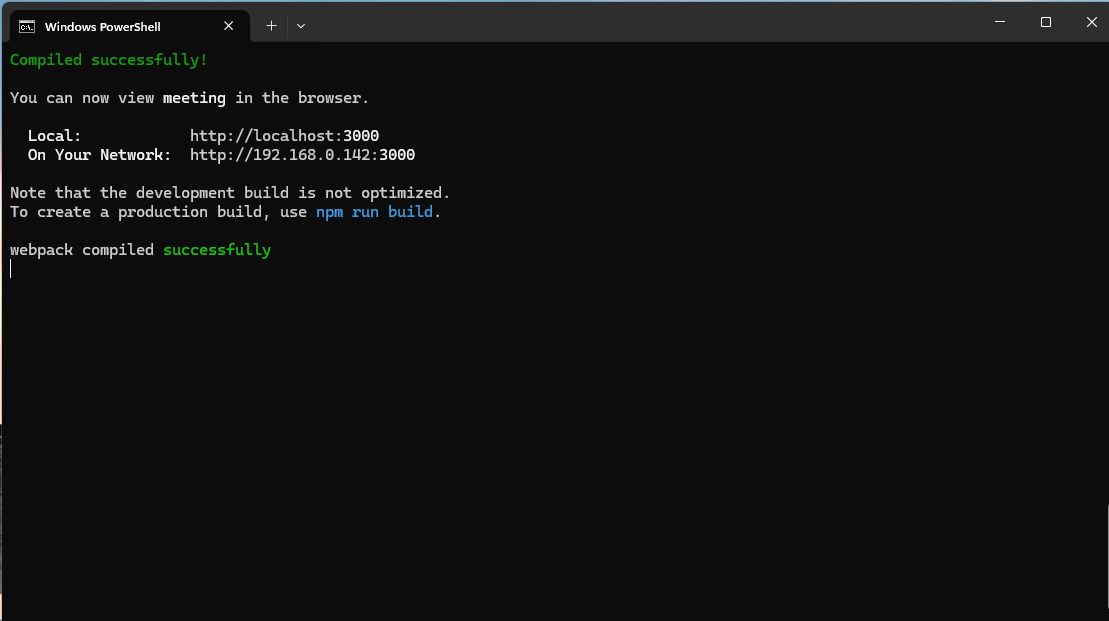 Windows PowerShell
Compiled successfully!
You can now view meeting in the browser.
Local: http://localhost:3000
On Your Network: http://192.168.0.142:3000
Note that the development build is not optimized.
To create a production build, use npm run build.
webpack compiled successfully